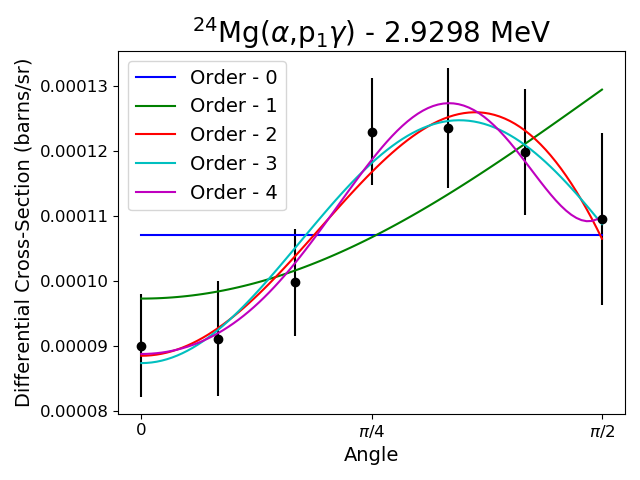 ²⁴Mg(α,p₁γ) - 2.9298 MeV
Order - 0
Order - 1
Order - 2
Order - 3
Order - 4
Differential Cross-Section (barns/sr)
0.00013
0.00012
0.00011
0.00010
0.00009
0.00008
0
π/4
π/2
Angle